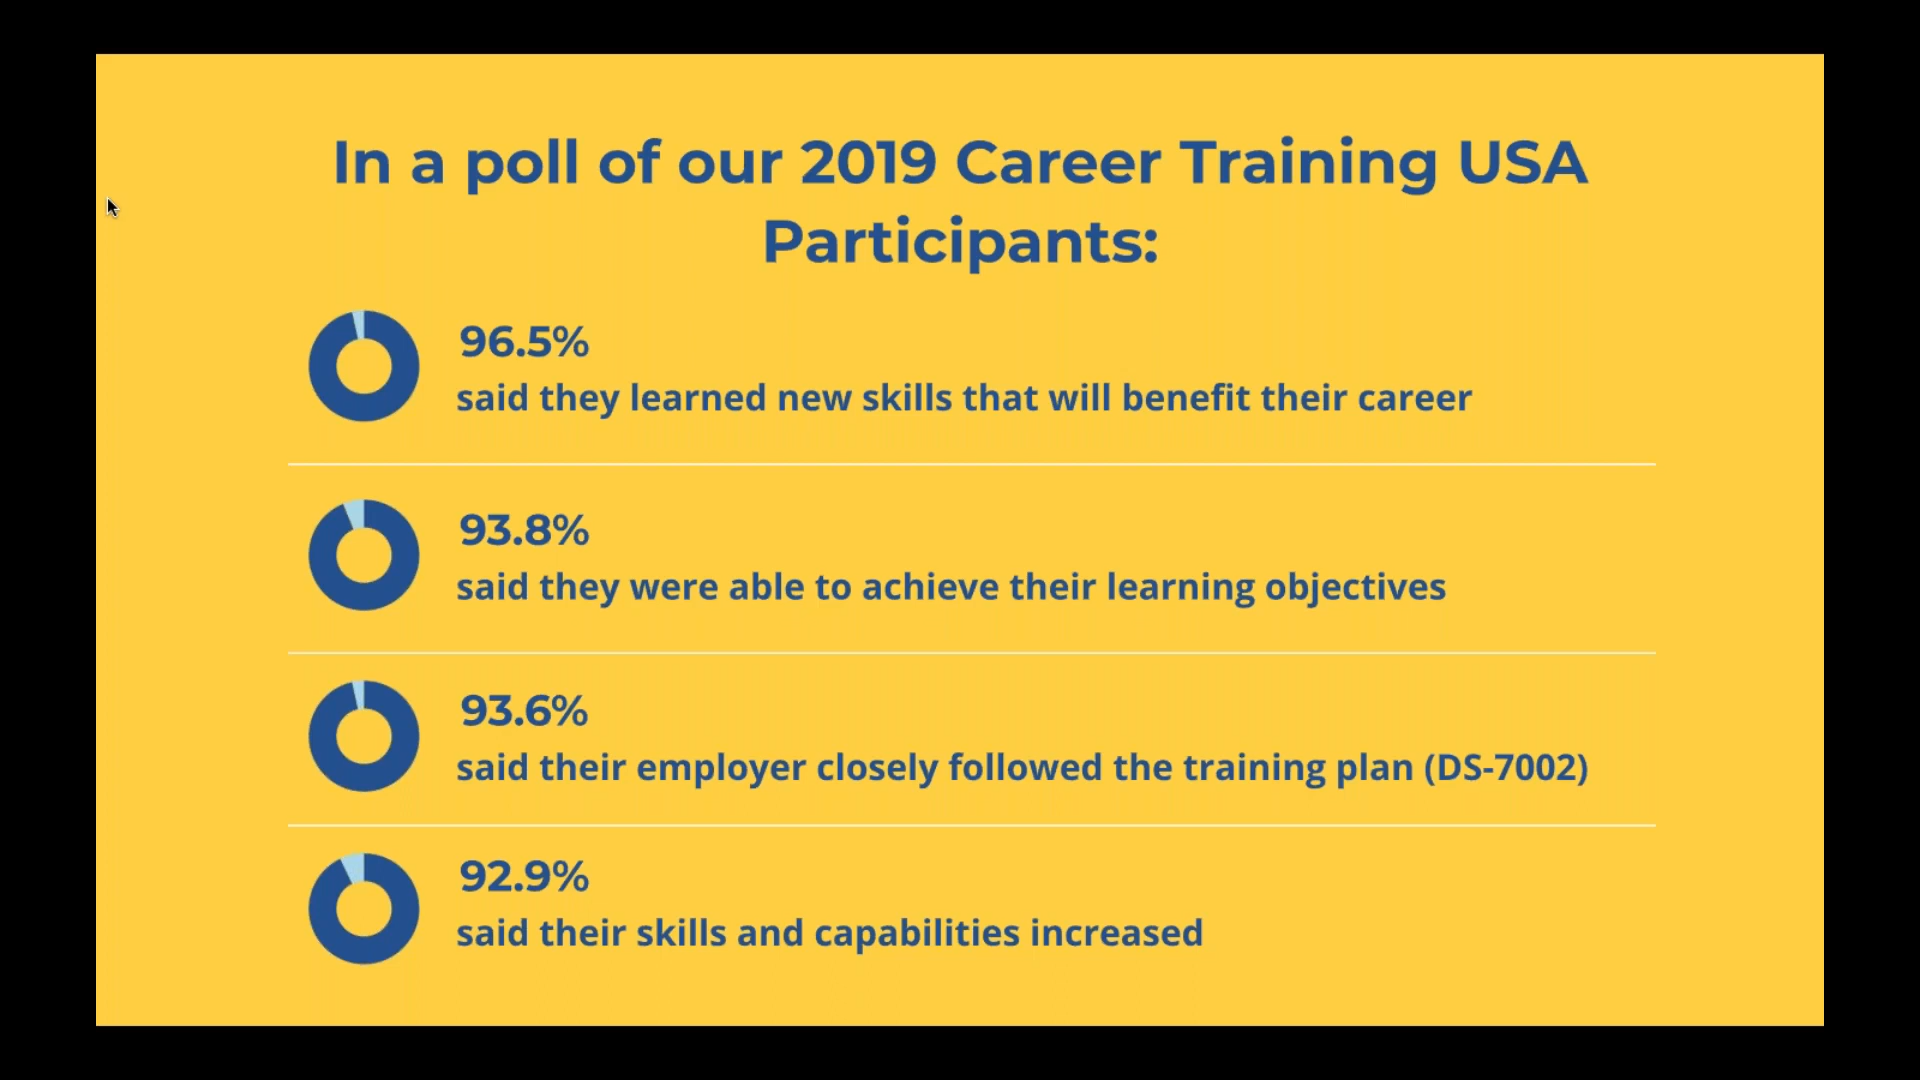 In a poll of our 2019 Career Training USA
Participants:
96.5%
said they learned new skills that will benefit their career
93.8%
said they were able to achieve their learning objectives
93.6%
said their employer closely followed the training plan (DS-7002)
92.9%
said their skills and capabilities increased